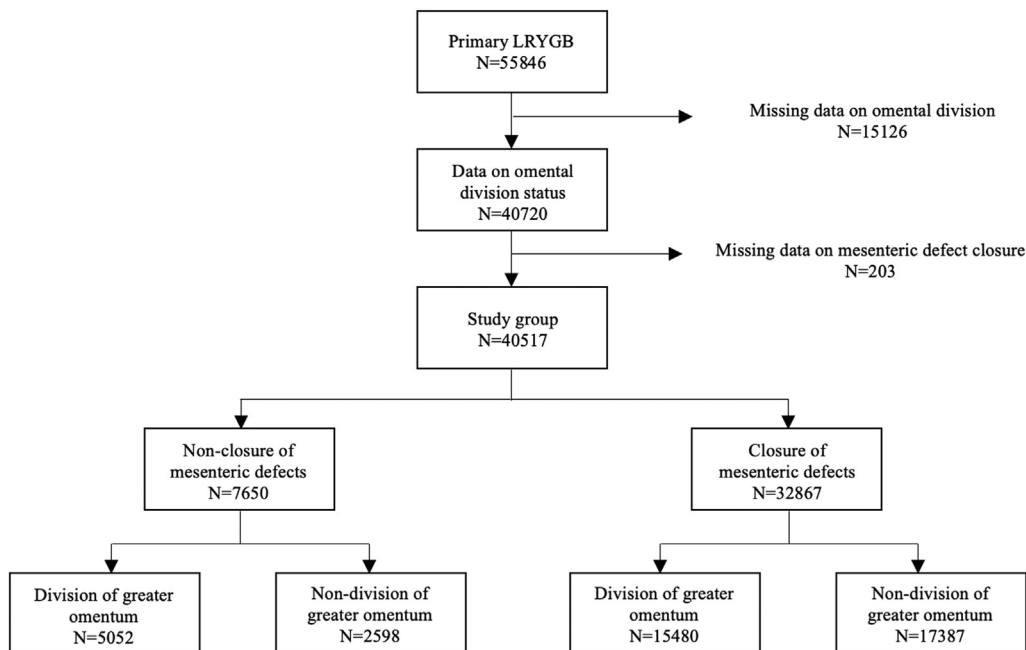 Primary LRYGB
N=55846
Missing data on omental division
N=15126
Data on omental
division status
N=40720
Missing data on mesenteric defect closure
N=203
Study group
N=40517
Non-closure of
mesenteric defects
N=7650
Closure of
mesenteric defects
N=32867
Division of greater
omentum
N=5052
Non-division of
greater omentum
N=2598
Division of greater
omentum
N=15480
Non-division of
greater omentum
N=17387